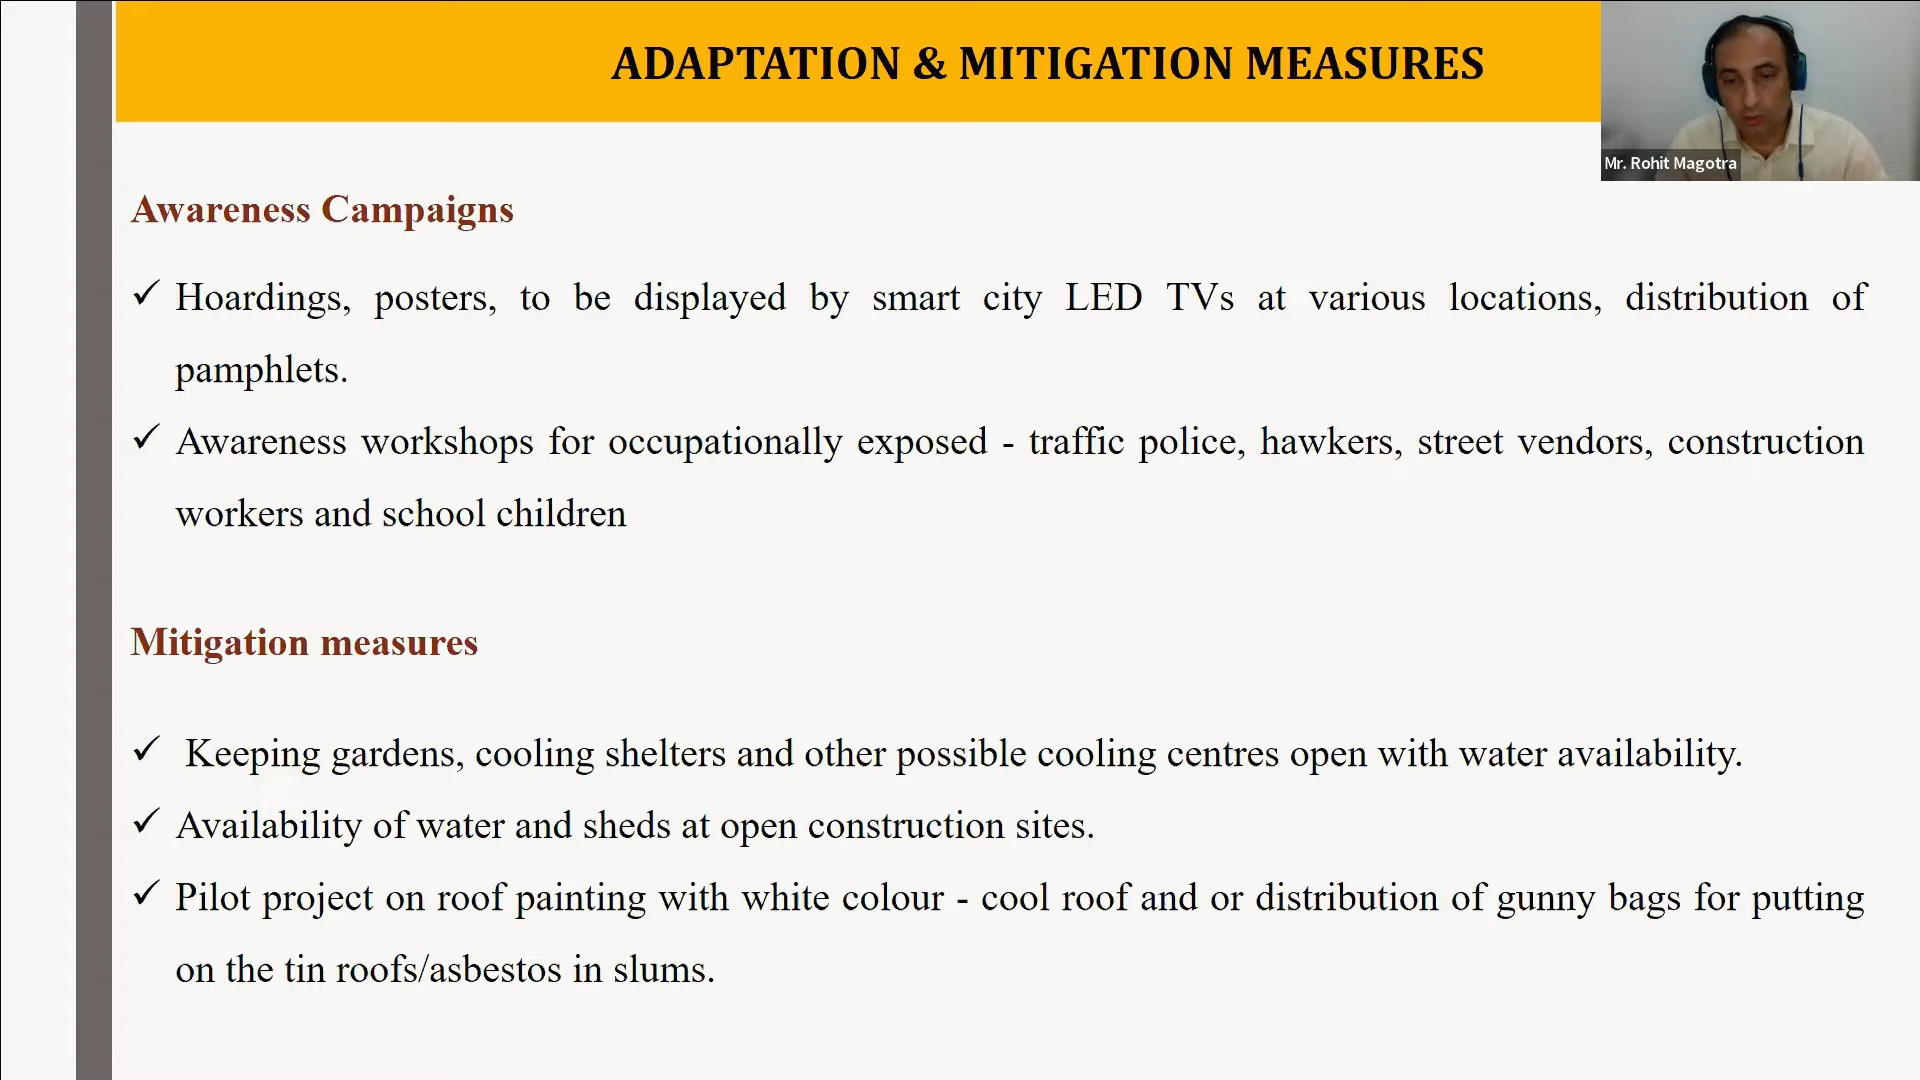 ADAPTATION & MITIGATION MEASURES
Mr. Rohit Magotra
Awareness Campaigns
✓ Hoardings, posters, to be displayed by smart city LED TVs at various locations, distribution of
pamphlets.
✓ Awareness workshops for occupationally exposed - traffic police, hawkers, street vendors, construction
workers and school children
Mitigation measures
✓ Keeping gardens, cooling shelters and other possible cooling centres open with water availability.
✓ Availability of water and sheds at open construction sites.
✓ Pilot project on roof painting with white colour - cool roof and or distribution of gunny bags for putting
on the tin roofs/asbestos in slums.